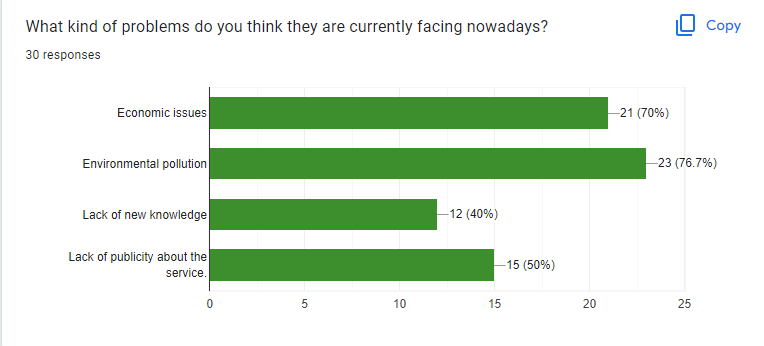 What kind of problems do you think they are currently facing nowadays?
Copy
30 responses
Economic issues
21 (70%)
Environmental pollution
23 (76.7%)
Lack of new knowledge
12 (40%)
Lack of publicity about the
service.
15 (50%)
0 5 10 15 20 25